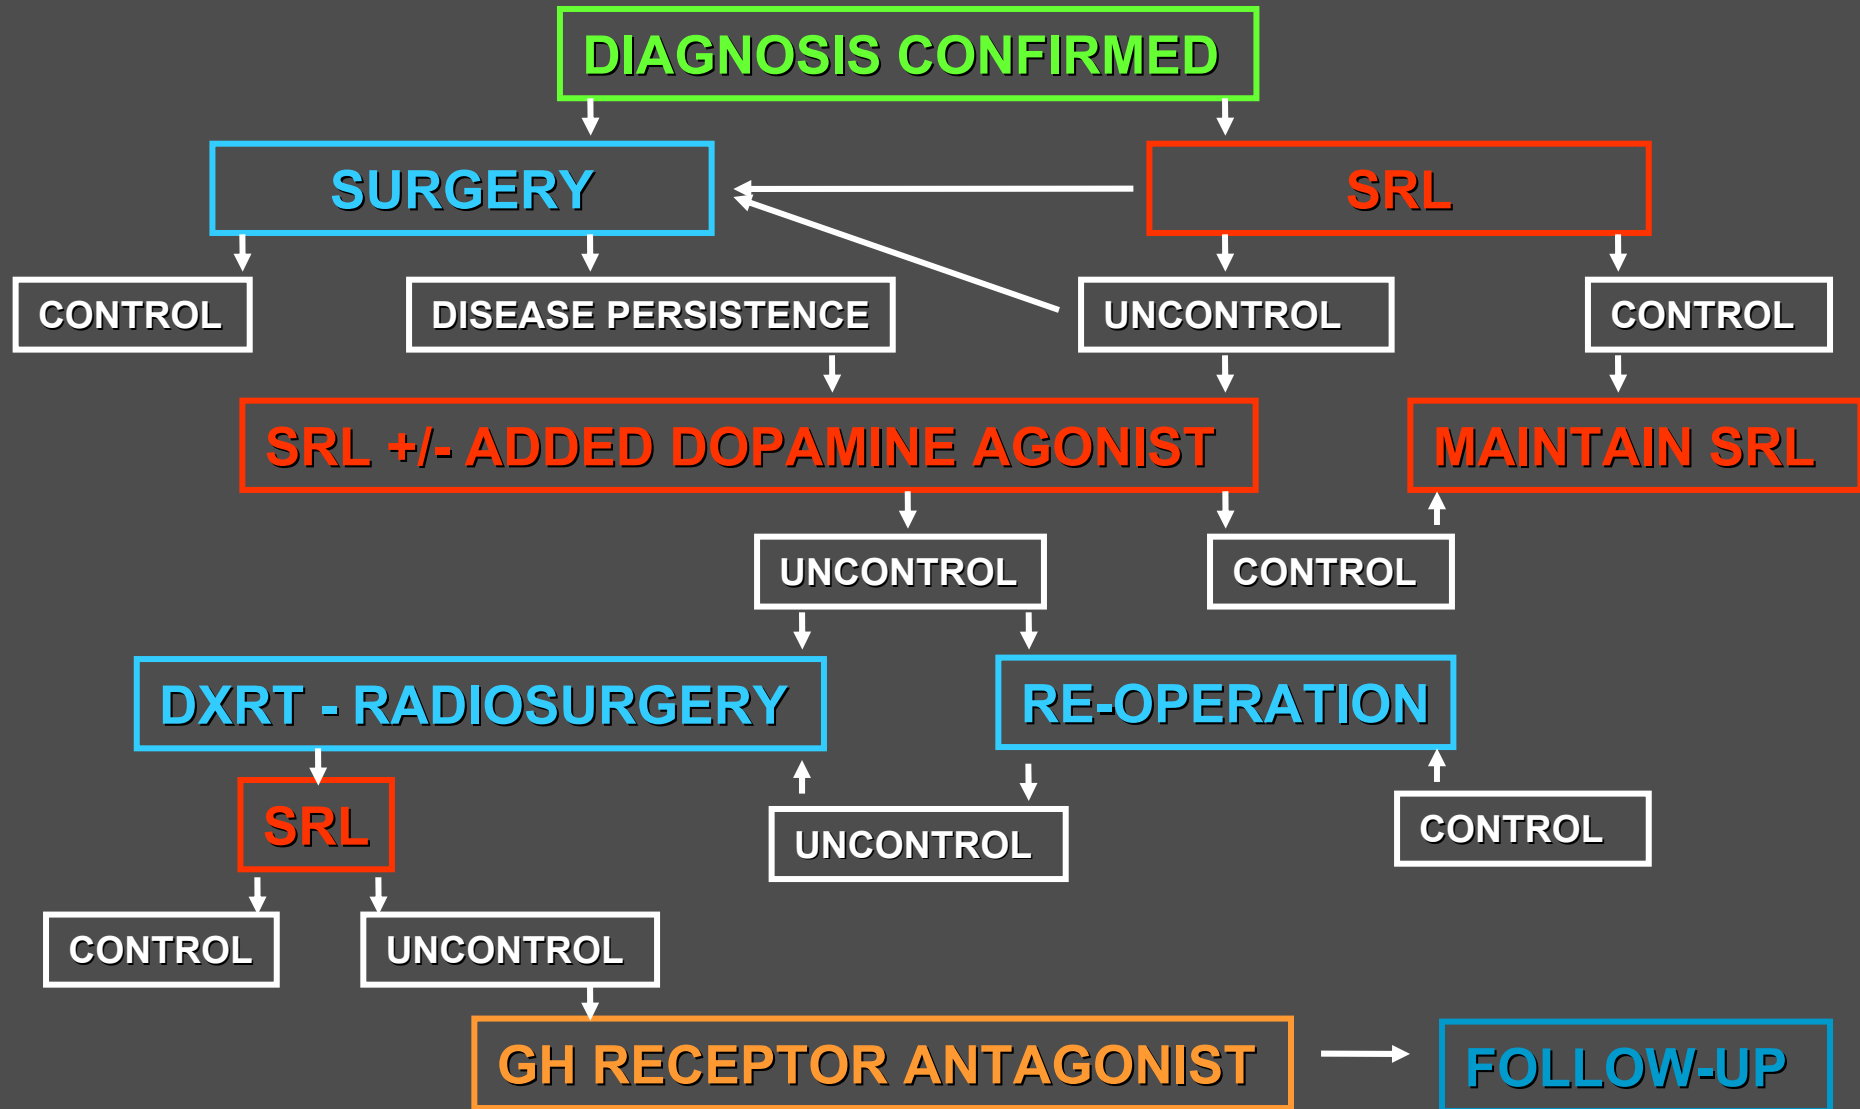 DIAGNOSIS CONFIRMED
SURGERY
SRL
CONTROL
DISEASE PERSISTENCE
UNCONTROL
CONTROL
SRL +/- ADDED DOPAMINE AGONIST
MAINTAIN SRL
UNCONTROL
CONTROL
DXRT - RADIOSURGERY
RE-OPERATION
SRL
UNCONTROL
CONTROL
CONTROL
UNCONTROL
GH RECEPTOR ANTAGONIST
FOLLOW-UP